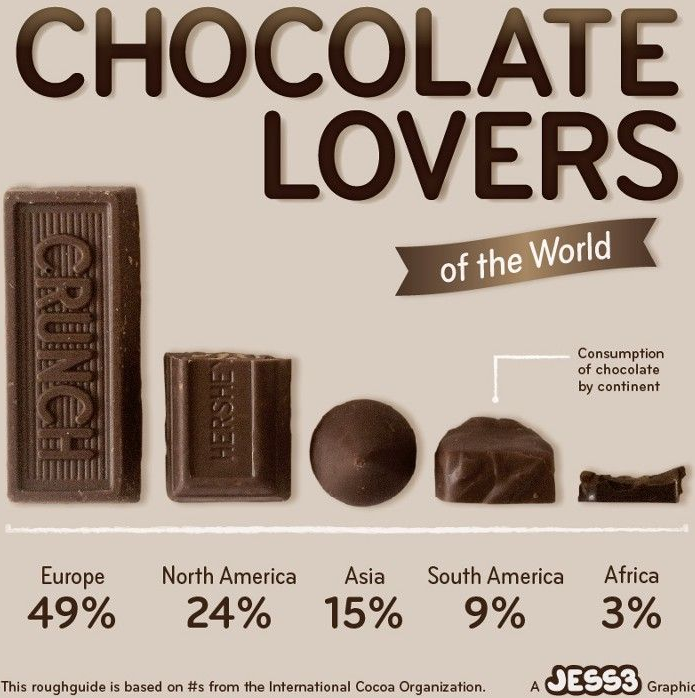 CHOCOLATE
LOVERS
of the World
CRUNCH
HERSHEY
Consumption
of chocolate
by continent
Europe North America Asia South America Africa
49% 24% 15% 9% 3%
This roughguide is based on #s from the International Cocoa Organization. A JESS3 Graphic